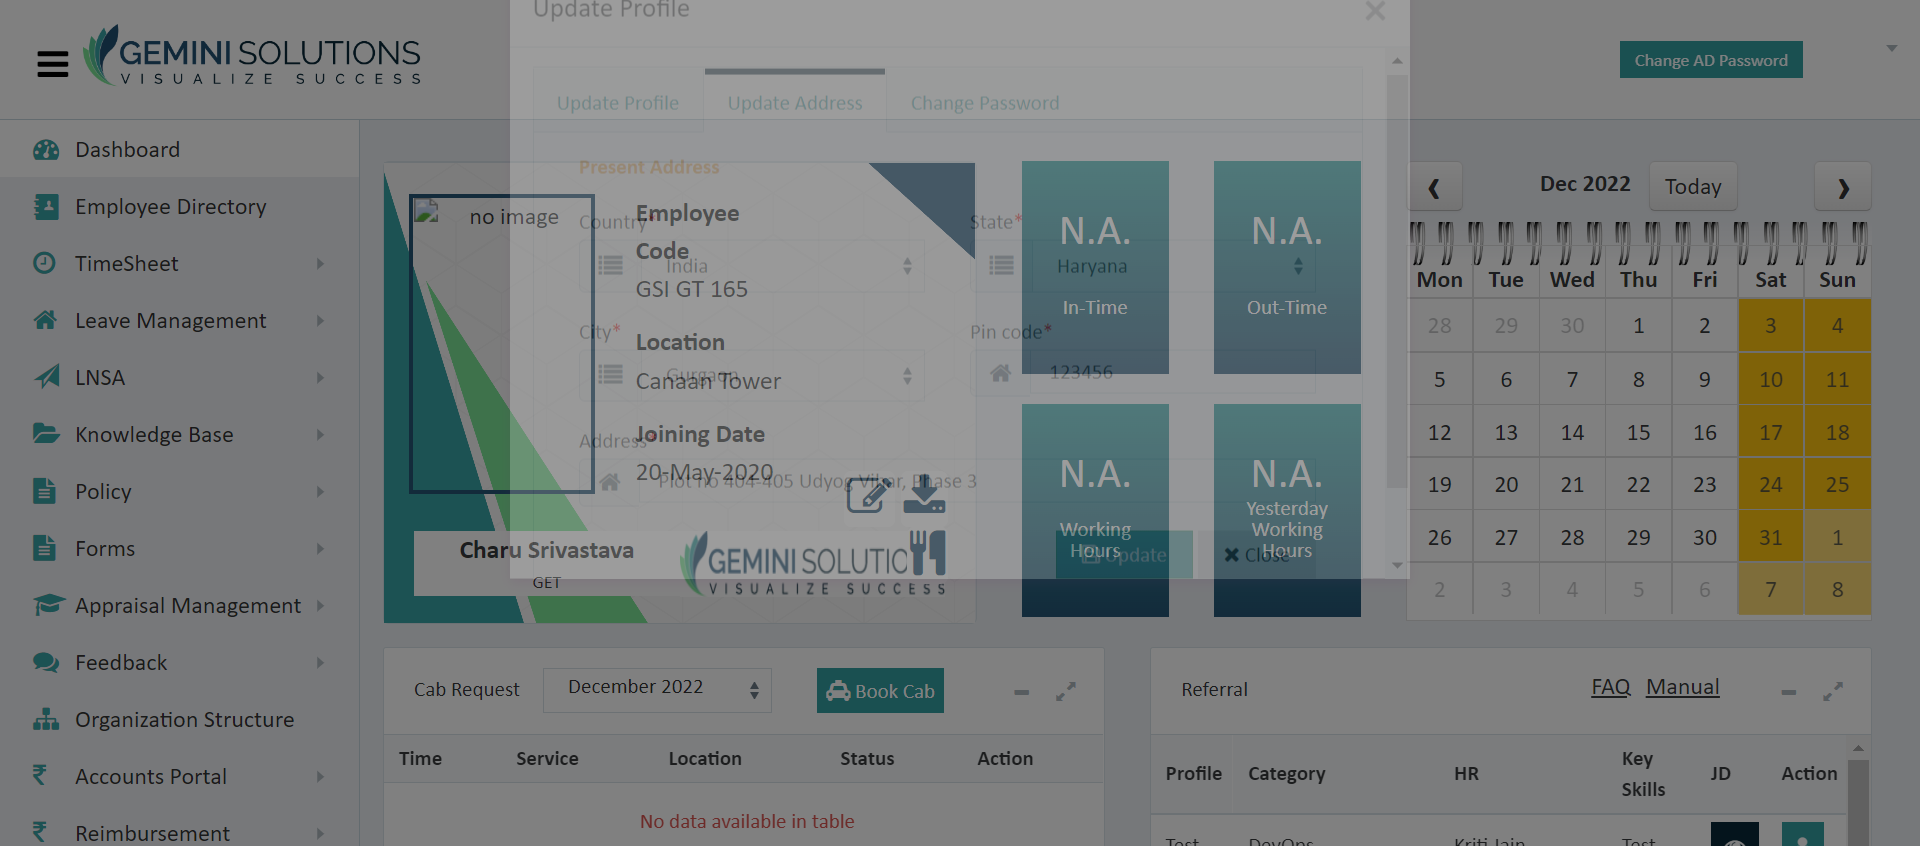 Update Profile
GEMINI SOLUTIONS
VISUALIZE SUCCESS
Change AD Password
Update Profile
Update Address
Change Password
Dashboard
Employee Directory
TimeSheet
Leave Management
LNSA
Knowledge Base
Policy
Forms
Appraisal Management
Feedback
Organization Structure
Accounts Portal
Reimbursement
Present Address
no image
Country*
India
State*
Haryana
City*
Gurgaon
Pin code*
123456
Address*
Plot no 404-405 Udyog Vihar, Phase 3
Update
Close
Employee
Code
GSI GT 165
Location
Canaan Tower
Joining Date
20-May-2020
Charu Srivastava
GET
GEMINI SOLUTIO
VISUALIZE SUCCESS
N.A.
In-Time
N.A.
Out-Time
N.A.
Working
Hours
N.A.
Yesterday
Working
Hours
Dec 2022
Today
Mon Tue Wed Thu Fri Sat Sun
28 29 30 1 2 3 4
5 6 7 8 9 10 11
12 13 14 15 16 17 18
19 20 21 22 23 24 25
26 27 28 29 30 31 1
2 3 4 5 6 7 8
Cab Request
December 2022
Book Cab
Time Service Location Status Action
No data available in table
Referral
FAQ Manual
Profile Category HR Key Skills JD Action
Test DevOps Kriti Jain Test